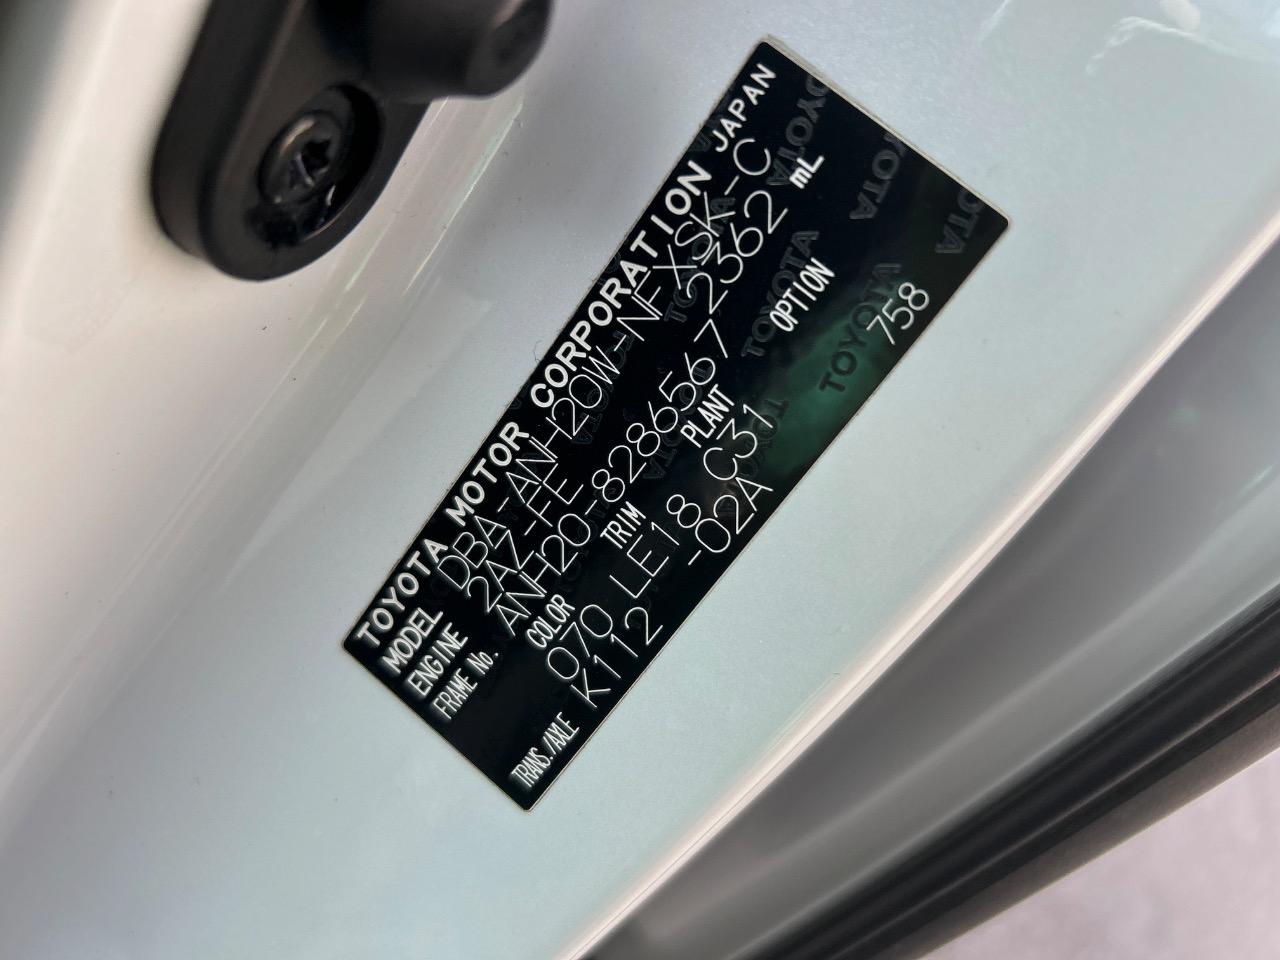 TOYOTA MOTOR CORPORATION JAPAN
MODEL DBA-ANH20W-NFXSK-C
ENGINE 2AZ-FE 2362 mL
FRAME No. ANH20-8286567
COLOR TRIM PLANT OPTION
070 LE18 C31 758
TRANS./AXLE K112 -02A